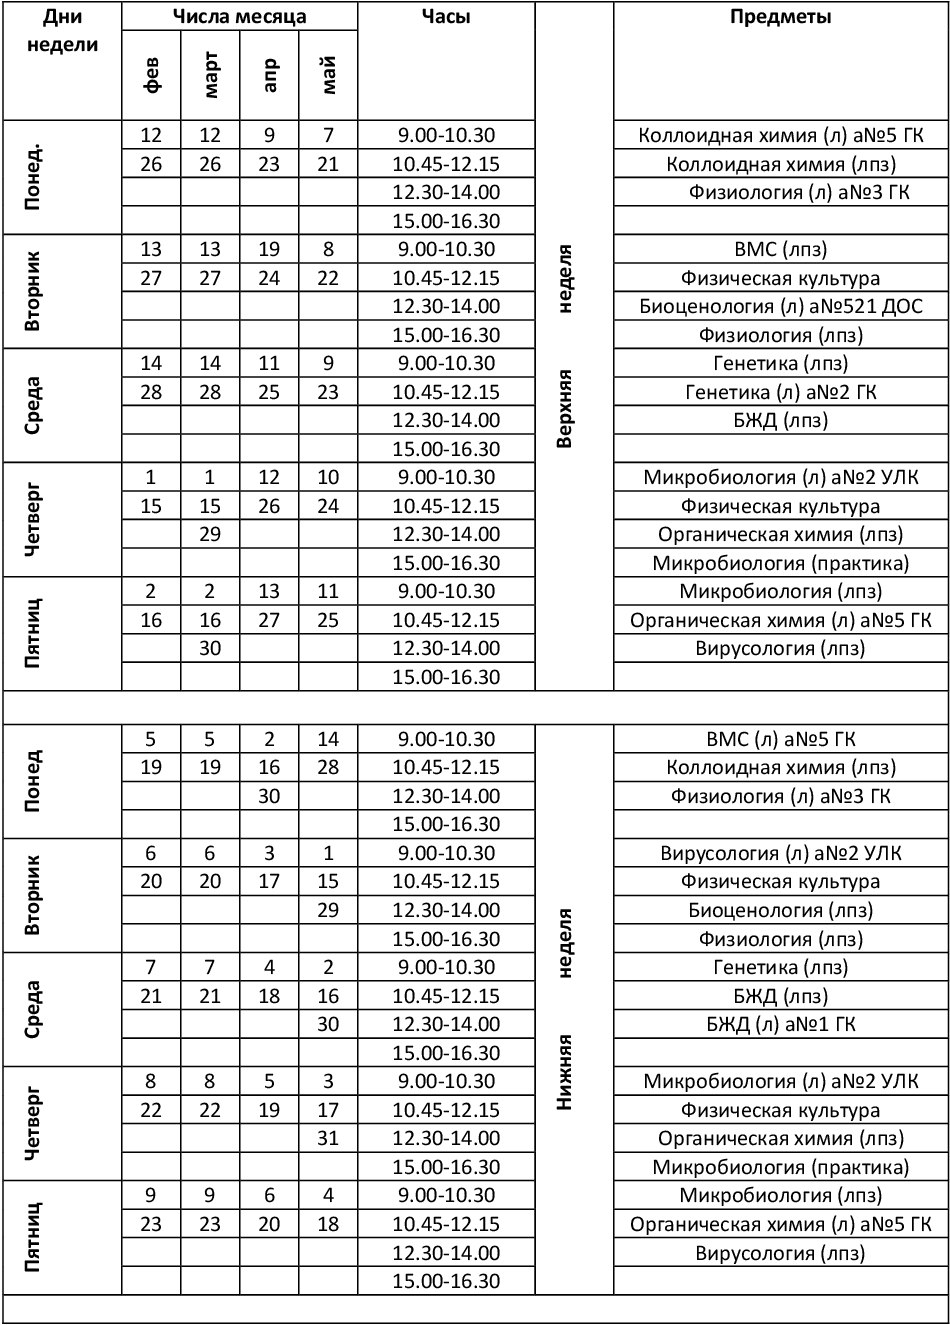 Дни недели Числа месяца Часы Предметы
фев март апр май
Понед. 12 12 9 7 9.00-10.30 Верхняя неделя Коллоидная химия (л) а№5 ГК
26 26 23 21 10.45-12.15 Коллоидная химия (лпз)
12.30-14.00 Физиология (л) а№3 ГК
15.00-16.30
Вторник 13 13 19 8 9.00-10.30 ВМС (лпз)
27 27 24 22 10.45-12.15 Физическая культура
12.30-14.00 Биоценология (л) а№521 ДОС
15.00-16.30 Физиология (лпз)
Среда 14 14 11 9 9.00-10.30 Генетика (лпз)
28 28 25 23 10.45-12.15 Генетика (л) а№2 ГК
12.30-14.00 БЖД (лпз)
15.00-16.30
Четверг 1 1 12 10 9.00-10.30 Микробиология (л) а№2 УЛК
15 15 26 24 10.45-12.15 Физическая культура
29 12.30-14.00 Органическая химия (лпз)
15.00-16.30 Микробиология (практика)
Пятниц 2 2 13 11 9.00-10.30 Микробиология (лпз)
16 16 27 25 10.45-12.15 Органическая химия (л) а№5 ГК
30 12.30-14.00 Вирусология (лпз)
15.00-16.30
Понед 5 5 2 14 9.00-10.30 Нижняя неделя ВМС (л) а№5 ГК
19 19 16 28 10.45-12.15 Коллоидная химия (лпз)
30 12.30-14.00 Физиология (л) а№3 ГК
15.00-16.30
Вторник 6 6 3 1 9.00-10.30 Вирусология (л) а№2 УЛК
20 20 17 15 10.45-12.15 Физическая культура
29 12.30-14.00 Биоценология (лпз)
15.00-16.30 Физиология (лпз)
Среда 7 7 4 2 9.00-10.30 Генетика (лпз)
21 21 18 16 10.45-12.15 БЖД (лпз)
30 12.30-14.00 БЖД (л) а№1 ГК
15.00-16.30
Четверг 8 8 5 3 9.00-10.30 Микробиология (л) а№2 УЛК
22 22 19 17 10.45-12.15 Физическая культура
31 12.30-14.00 Органическая химия (лпз)
15.00-16.30 Микробиология (практика)
Пятниц 9 9 6 4 9.00-10.30 Микробиология (лпз)
23 23 20 18 10.45-12.15 Органическая химия (л) а№5 ГК
12.30-14.00 Вирусология (лпз)
15.00-16.30